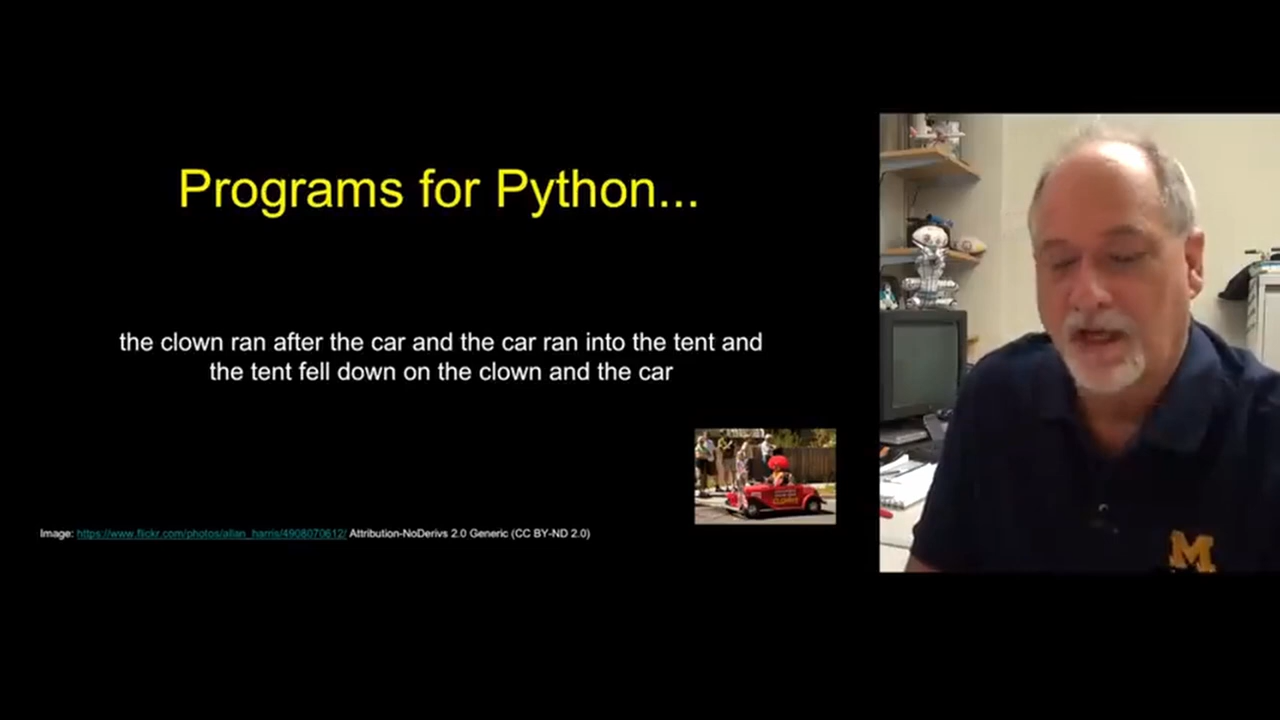 Programs for Python...
the clown ran after the car and the car ran into the tent and
the tent fell down on the clown and the car
Image: https://www.flickr.com/photos/allan_harris/4908070612/ Attribution-NoDerivs 2.0 Generic (CC BY-ND 2.0)
M